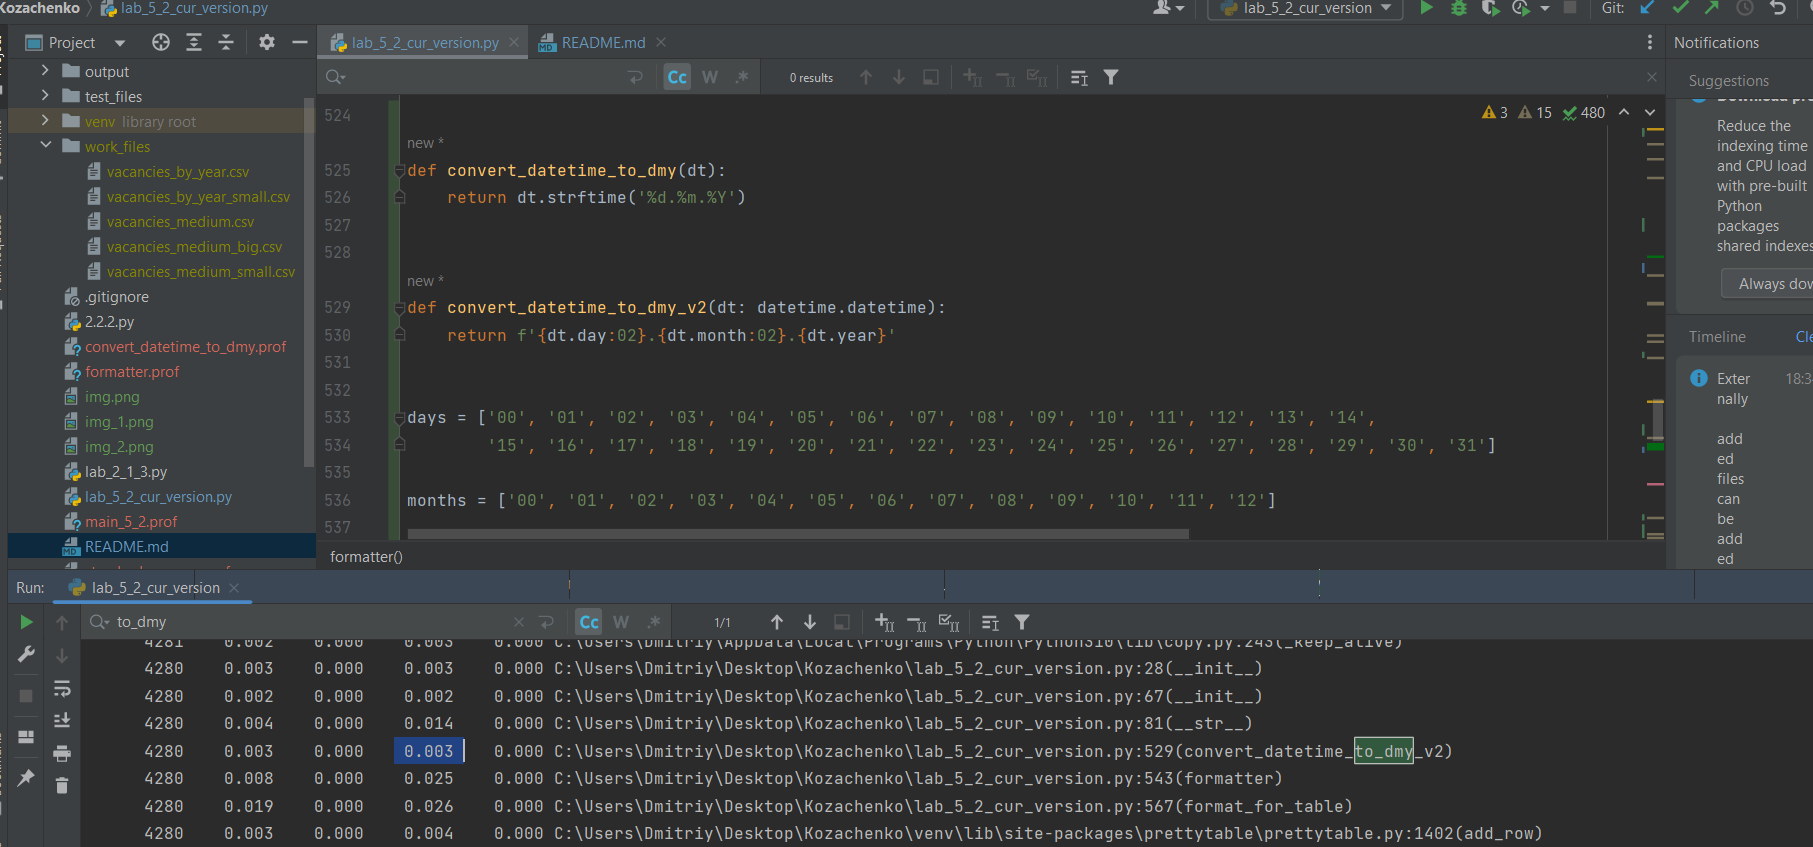 Kozachenko
lab_5_2_cur_version.py
lab_5_2_cur_version
Git:
Project
lab_5_2_cur_version.py
README.md
Notifications
output
test_files
venv library root
work_files
vacancies_by_year.csv
vacancies_by_year_small.csv
vacancies_medium.csv
vacancies_medium_big.csv
vacancies_medium_small.csv
.gitignore
2.2.2.py
convert_datetime_to_dmy.prof
formatter.prof
img.png
img_1.png
img_2.png
lab_2_1_3.py
lab_5_2_cur_version.py
main_5_2.prof
README.md
Cc W .* 0 results
3 15 480
524
new *
525 def convert_datetime_to_dmy(dt):
526 return dt.strftime('%d.%m.%Y')
527
528
new *
529 def convert_datetime_to_dmy_v2(dt: datetime.datetime):
530 return f'{dt.day:02}.{dt.month:02}.{dt.year}'
531
532
533 days = ['00', '01', '02', '03', '04', '05', '06', '07', '08', '09', '10', '11', '12', '13', '14',
534 '15', '16', '17', '18', '19', '20', '21', '22', '23', '24', '25', '26', '27', '28', '29', '30', '31']
535
536 months = ['00', '01', '02', '03', '04', '05', '06', '07', '08', '09', '10', '11', '12']
537
formatter()
Suggestions
Reduce the
indexing time
and CPU load
with pre-built
Python
packages
shared indexes
Always dow
Timeline Cle
Exter 18:3
nally
add
ed
files
can
be
add
ed
Run: lab_5_2_cur_version
to_dmy
Cc W .* 1/1
4281 0.002 0.000 0.003 0.000 C:\Users\Dmitriy\AppData\Local\Programs\Python\Python310\lib\copy.py:243(_keep_alive)
4280 0.003 0.000 0.003 0.000 C:\Users\Dmitriy\Desktop\Kozachenko\lab_5_2_cur_version.py:28(__init__)
4280 0.002 0.000 0.002 0.000 C:\Users\Dmitriy\Desktop\Kozachenko\lab_5_2_cur_version.py:67(__init__)
4280 0.004 0.000 0.014 0.000 C:\Users\Dmitriy\Desktop\Kozachenko\lab_5_2_cur_version.py:81(__str__)
4280 0.003 0.000 0.003 0.000 C:\Users\Dmitriy\Desktop\Kozachenko\lab_5_2_cur_version.py:529(convert_datetime_to_dmy_v2)
4280 0.008 0.000 0.025 0.000 C:\Users\Dmitriy\Desktop\Kozachenko\lab_5_2_cur_version.py:543(formatter)
4280 0.019 0.000 0.026 0.000 C:\Users\Dmitriy\Desktop\Kozachenko\lab_5_2_cur_version.py:567(format_for_table)
4280 0.003 0.000 0.004 0.000 C:\Users\Dmitriy\Desktop\Kozachenko\venv\lib\site-packages\prettytable\prettytable.py:1402(add_row)